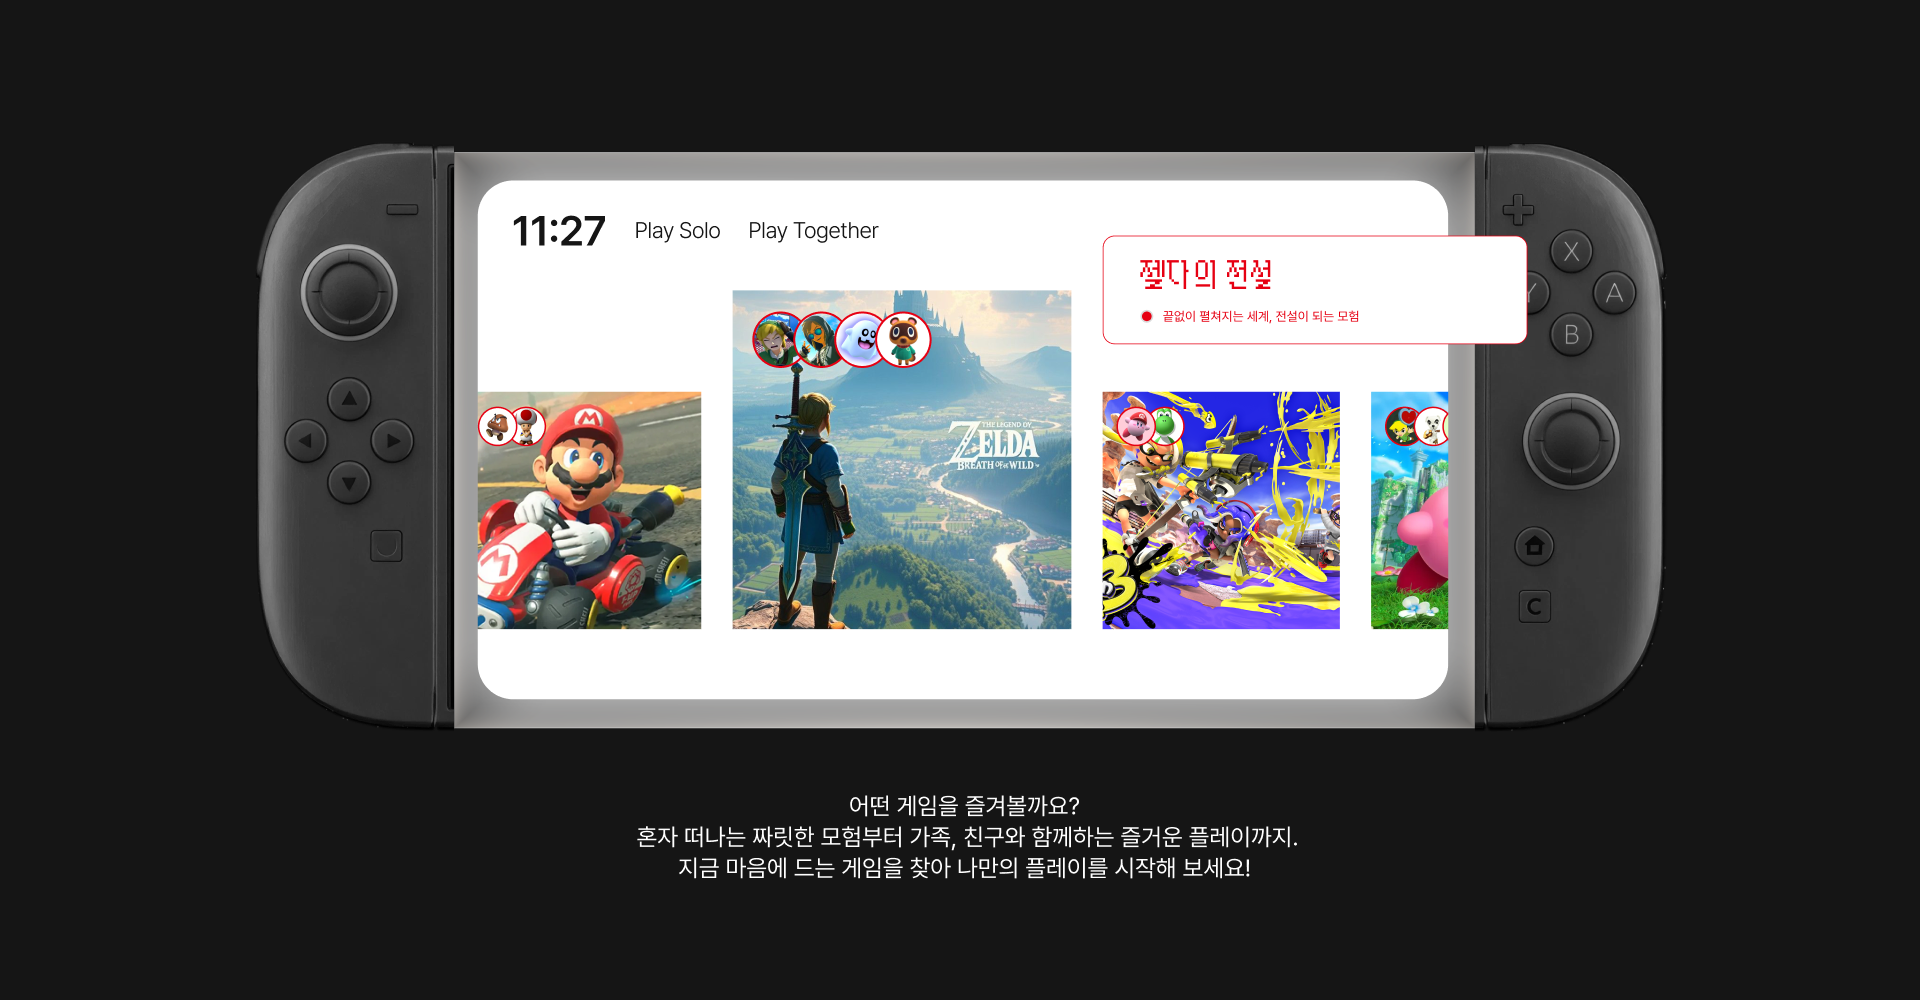 11:27 Play Solo Play Together
젤다의 전설
끝없이 펼쳐지는 세계, 전설이 되는 모험
X
Y A
B
M
THE LEGEND OF
ZELDA
BREATH OF THE WILD
M
3
C
어떤 게임을 즐겨볼까요?
혼자 떠나는 짜릿한 모험부터 가족, 친구와 함께하는 즐거운 플레이까지.
지금 마음에 드는 게임을 찾아 나만의 플레이를 시작해 보세요!